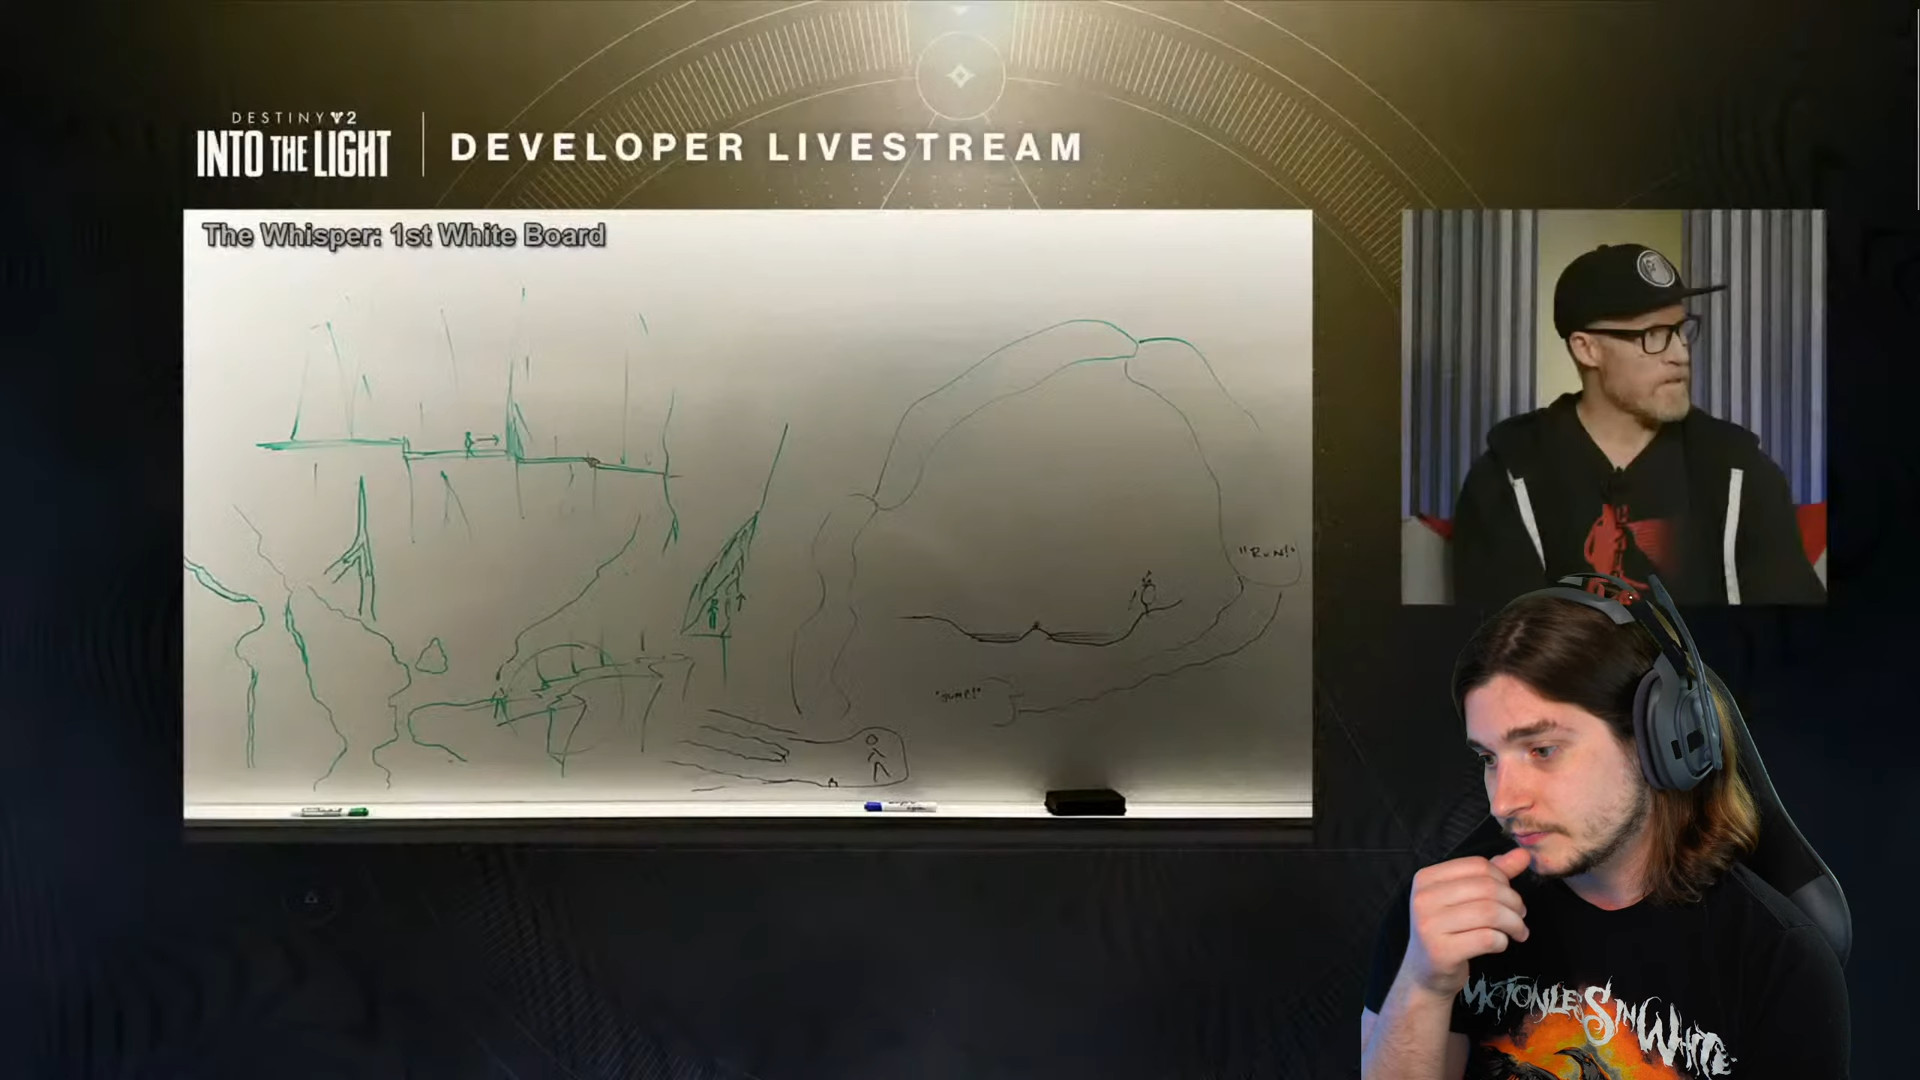 DESTINY 2
INTO THE LIGHT
DEVELOPER LIVESTREAM
The Whisper: 1st White Board
"RUN!"
"JUMP!"
MOTIONLESS IN WHITE